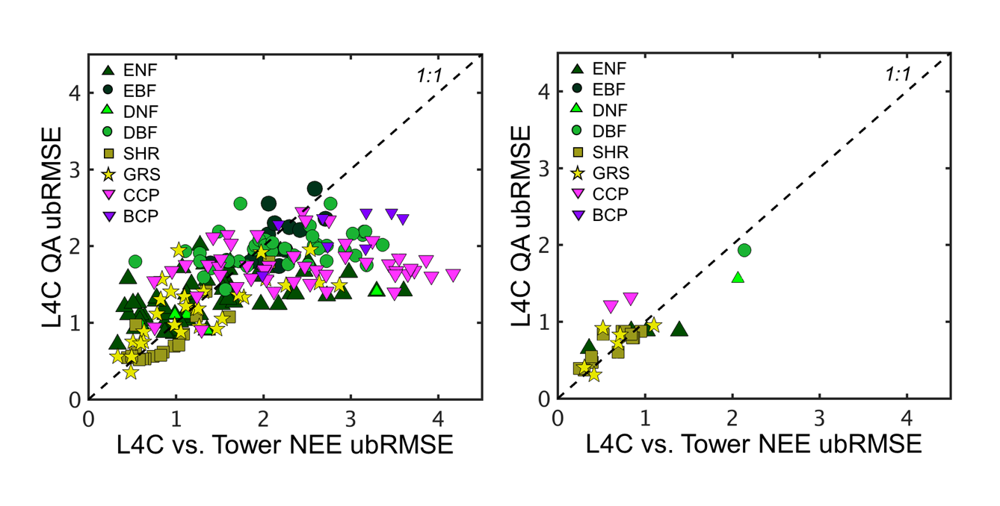 1:1
ENF
EBF
DNF
DBF
SHR
GRS
CCP
BCP
4
3
2
1
0
L4C QA ubRMSE
0 1 2 3 4
L4C vs. Tower NEE ubRMSE
1:1
ENF
EBF
DNF
DBF
SHR
GRS
CCP
BCP
4
3
2
1
0
L4C QA ubRMSE
0 1 2 3 4
L4C vs. Tower NEE ubRMSE